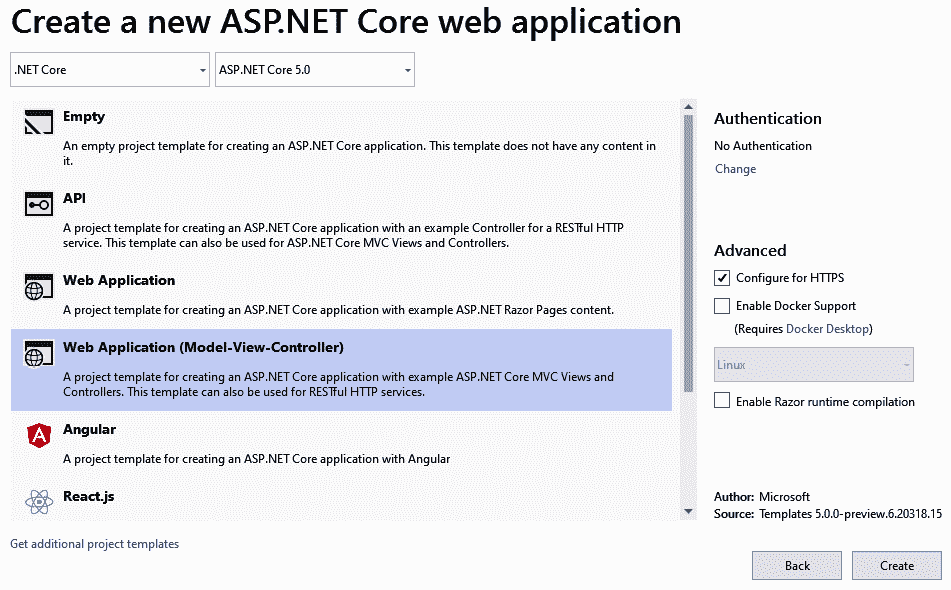 Create a new ASP.NET Core web application
.NET Core
ASP.NET Core 5.0
Empty
An empty project template for creating an ASP.NET Core application. This template does not have any content in
it.
API
A project template for creating an ASP.NET Core application with an example Controller for a RESTful HTTP
service. This template can also be used for ASP.NET Core MVC Views and Controllers.
Web Application
A project template for creating an ASP.NET Core application with example ASP.NET Razor Pages content.
Web Application (Model-View-Controller)
A project template for creating an ASP.NET Core application with example ASP.NET Core MVC Views and
Controllers. This template can also be used for RESTful HTTP services.
Angular
A project template for creating an ASP.NET Core application with Angular
React.js
Get additional project templates
Authentication
No Authentication
Change
Advanced
Configure for HTTPS
Enable Docker Support
(Requires Docker Desktop)
Linux
Enable Razor runtime compilation
Author: Microsoft
Source: Templates 5.0.0-preview.6.20318.15
Back
Create